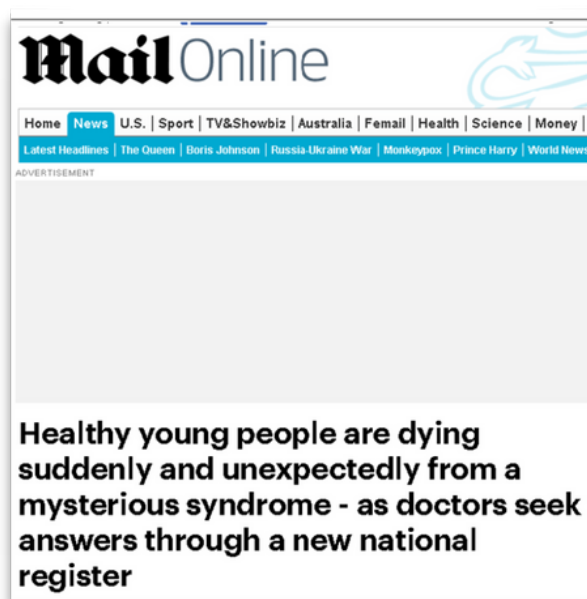 Mail Online
Home News U.S. | Sport | TV&Showbiz | Australia | Femail | Health | Science | Money |
Latest Headlines | The Queen | Boris Johnson | Russia-Ukraine War | Monkeypox | Prince Harry | World News
ADVERTISEMENT
Healthy young people are dying
suddenly and unexpectedly from a
mysterious syndrome - as doctors seek
answers through a new national
register